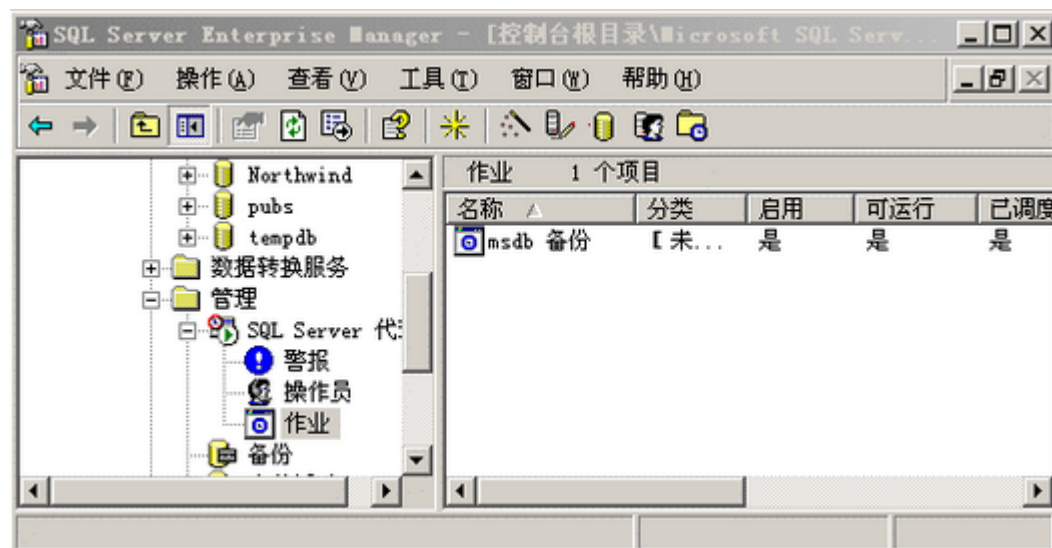 SQL Server Enterprise Manager - [控制台根目录\Microsoft SQL Serv...
文件(F) 操作(A) 查看(V) 工具(T) 窗口(W) 帮助(H)
作业 1 个项目
名称 分类 启用 可运行 已调度
msdb 备份 [未... 是 是 是
Northwind
pubs
tempdb
数据转换服务
管理
SQL Server 代
警报
操作员
作业
备份